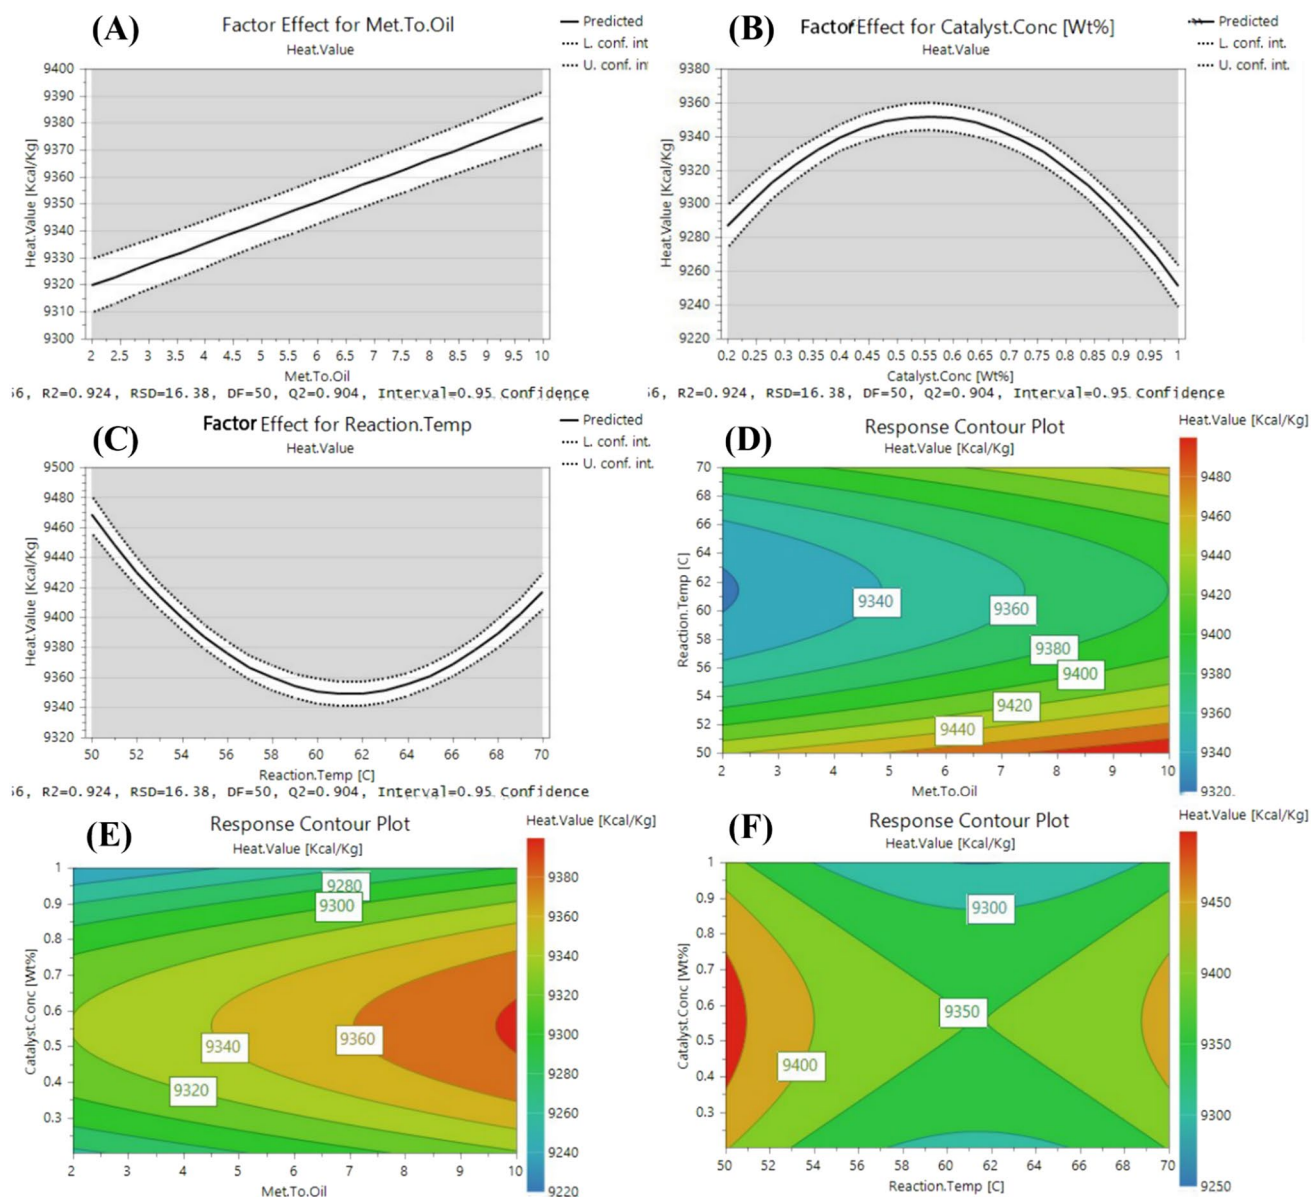 (A)
Factor Effect for Met.To.Oil
Heat.Value
Predicted
L. conf. int
U. conf. int
Heat.Value [Kcal/Kg]
9400
9390
9380
9370
9360
9350
9340
9330
9320
9310
9300
2 2.5 3 3.5 4 4.5 5 5.5 6 6.5 7 7.5 8 8.5 9 9.5 10
Met.To.Oil
56, R2=0.924, RSD=16.38, DF=50, Q2=0.904, Interval=0.95 Confidence
(B)
Factor Effect for Catalyst.Conc [Wt%]
Heat.Value
Predicted
L. conf. int.
U. conf. int.
Heat.Value [Kcal/Kg]
9380
9360
9340
9320
9300
9280
9260
9240
9220
0.2 0.25 0.3 0.35 0.4 0.45 0.5 0.55 0.6 0.65 0.7 0.75 0.8 0.85 0.9 0.95 1
Catalyst.Conc [Wt%]
56, R2=0.924, RSD=16.38, DF=50, Q2=0.904, Interval=0.95 Confidence
(C)
Factor Effect for Reaction.Temp
Heat.Value
Predicted
L. conf. int.
U. conf. int.
Heat.Value [Kcal/Kg]
9500
9480
9460
9440
9420
9400
9380
9360
9340
9320
50 52 54 56 58 60 62 64 66 68 70
Reaction.Temp [C]
56, R2=0.924, RSD=16.38, DF=50, Q2=0.904, Interval=0.95 Confidence
(D)
Response Contour Plot
Heat.Value [Kcal/Kg]
Heat.Value [Kcal/Kg]
Reaction.Temp [C]
70
68
66
64
62
60
58
56
54
52
50
9340
9360
9380
9400
9420
9440
2 3 4 5 6 7 8 9 10
Met.To.Oil
9480
9460
9440
9420
9400
9380
9360
9340
9320
(E)
Response Contour Plot
Heat.Value [Kcal/Kg]
Heat.Value [Kcal/Kg]
Catalyst.Conc [Wt%]
1
0.9
0.8
0.7
0.6
0.5
0.4
0.3
9280
9300
9340
9360
9320
2 3 4 5 6 7 8 9 10
Met.To.Oil
9380
9360
9340
9320
9300
9280
9260
9240
9220
(F)
Response Contour Plot
Heat.Value [Kcal/Kg]
Heat.Value [Kcal/Kg]
Catalyst.Conc [Wt%]
1
0.9
0.8
0.7
0.6
0.5
0.4
0.3
9300
9350
9400
50 52 54 56 58 60 62 64 66 68 70
Reaction.Temp [C]
9450
9400
9350
9300
9250